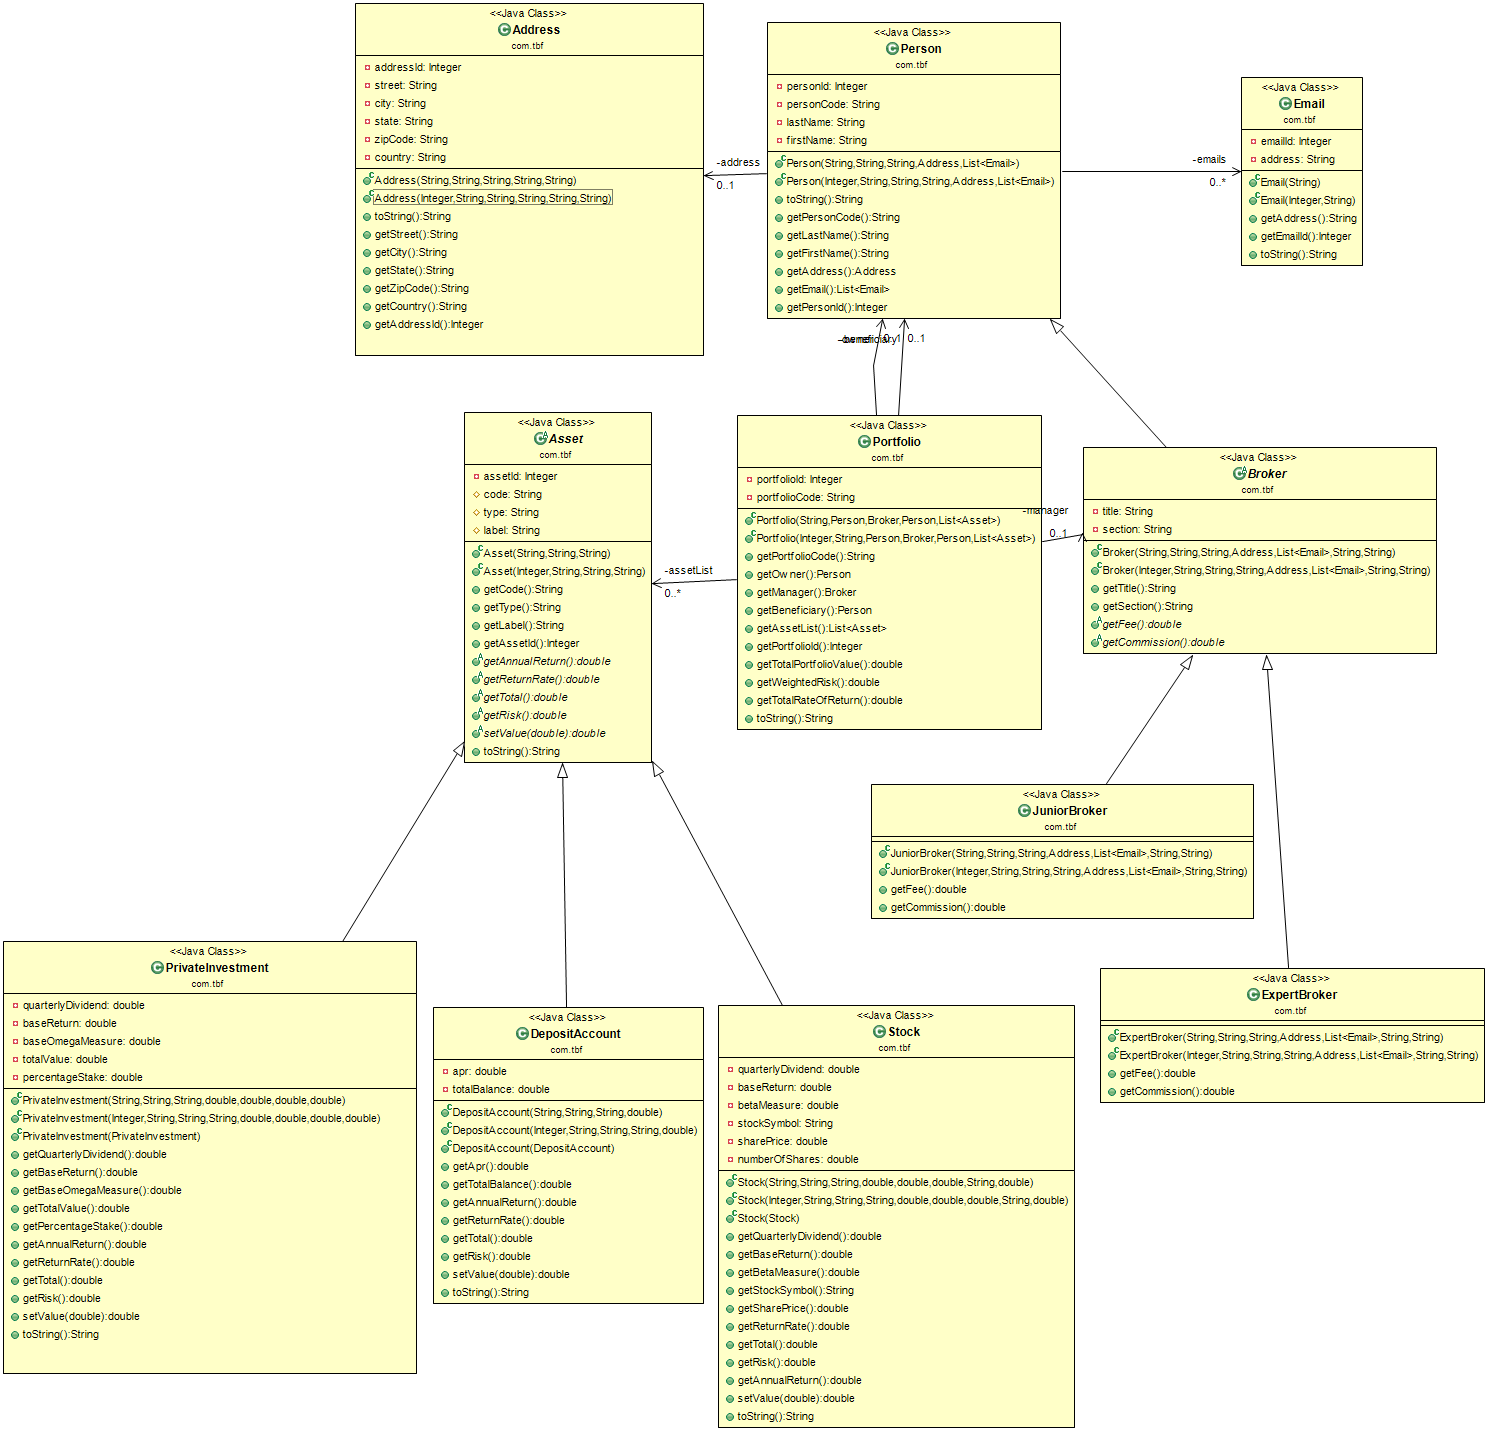 <<Java Class>>
Address
com.tbf
addressId: Integer
street: String
city: String
state: String
zipCode: String
country: String
Address(String,String,String,String,String)
Address(Integer,String,String,String,String,String)
toString():String
getStreet():String
getCity():String
getState():String
getZipCode():String
getCountry():String
getAddressId():Integer
<<Java Class>>
Person
com.tbf
personId: Integer
personCode: String
lastName: String
firstName: String
Person(String,String,String,Address,List<Email>)
Person(Integer,String,String,String,Address,List<Email>)
toString():String
getPersonCode():String
getLastName():String
getFirstName():String
getAddress():Address
getEmail():List<Email>
getPersonId():Integer
<<Java Class>>
Email
com.tbf
emailId: Integer
address: String
Email(String)
Email(Integer,String)
getAddress():String
getEmailId():Integer
toString():String
-address
0..1
-emails
0..*
-beneficiary
-owner
0..1
0..1
<<Java Class>>
Asset
com.tbf
assetId: Integer
code: String
type: String
label: String
Asset(String,String,String)
Asset(Integer,String,String,String)
getCode():String
getType():String
getLabel():String
getAssetId():Integer
getAnnualReturn():double
getReturnRate():double
getTotal():double
getRisk():double
setValue(double):double
toString():String
-assetList
0..*
<<Java Class>>
Portfolio
com.tbf
portfolioId: Integer
portfolioCode: String
Portfolio(String,Person,Broker,Person,List<Asset>)
Portfolio(Integer,String,Person,Broker,Person,List<Asset>)
getPortfolioCode():String
getOwner():Person
getManager():Broker
getBeneficiary():Person
getAssetList():List<Asset>
getPortfolioId():Integer
getTotalPortfolioValue():double
getWeightedRisk():double
getTotalRateOfReturn():double
toString():String
-manager
0..1
<<Java Class>>
Broker
com.tbf
title: String
section: String
Broker(String,String,String,Address,List<Email>,String,String)
Broker(Integer,String,String,String,Address,List<Email>,String,String)
getTitle():String
getSection():String
getFee():double
getCommission():double
<<Java Class>>
JuniorBroker
com.tbf
JuniorBroker(String,String,String,Address,List<Email>,String,String)
JuniorBroker(Integer,String,String,String,Address,List<Email>,String,String)
getFee():double
getCommission():double
<<Java Class>>
PrivateInvestment
com.tbf
quarterlyDividend: double
baseReturn: double
baseOmegaMeasure: double
totalValue: double
percentageStake: double
PrivateInvestment(String,String,String,double,double,double,double)
PrivateInvestment(Integer,String,String,String,double,double,double,double)
PrivateInvestment(PrivateInvestment)
getQuarterlyDividend():double
getBaseReturn():double
getBaseOmegaMeasure():double
getTotalValue():double
getPercentageStake():double
getAnnualReturn():double
getReturnRate():double
getTotal():double
getRisk():double
setValue(double):double
toString():String
<<Java Class>>
DepositAccount
com.tbf
apr: double
totalBalance: double
DepositAccount(String,String,String,double)
DepositAccount(Integer,String,String,String,double)
DepositAccount(DepositAccount)
getApr():double
getTotalBalance():double
getAnnualReturn():double
getReturnRate():double
getTotal():double
getRisk():double
setValue(double):double
toString():String
<<Java Class>>
Stock
com.tbf
quarterlyDividend: double
baseReturn: double
betaMeasure: double
stockSymbol: String
sharePrice: double
numberOfShares: double
Stock(String,String,String,double,double,double,String,double)
Stock(Integer,String,String,String,double,double,double,String,double)
Stock(Stock)
getQuarterlyDividend():double
getBaseReturn():double
getBetaMeasure():double
getStockSymbol():String
getSharePrice():double
getReturnRate():double
getTotal():double
getRisk():double
getAnnualReturn():double
setValue(double):double
toString():String
<<Java Class>>
ExpertBroker
com.tbf
ExpertBroker(String,String,String,Address,List<Email>,String,String)
ExpertBroker(Integer,String,String,String,Address,List<Email>,String,String)
getFee():double
getCommission():double